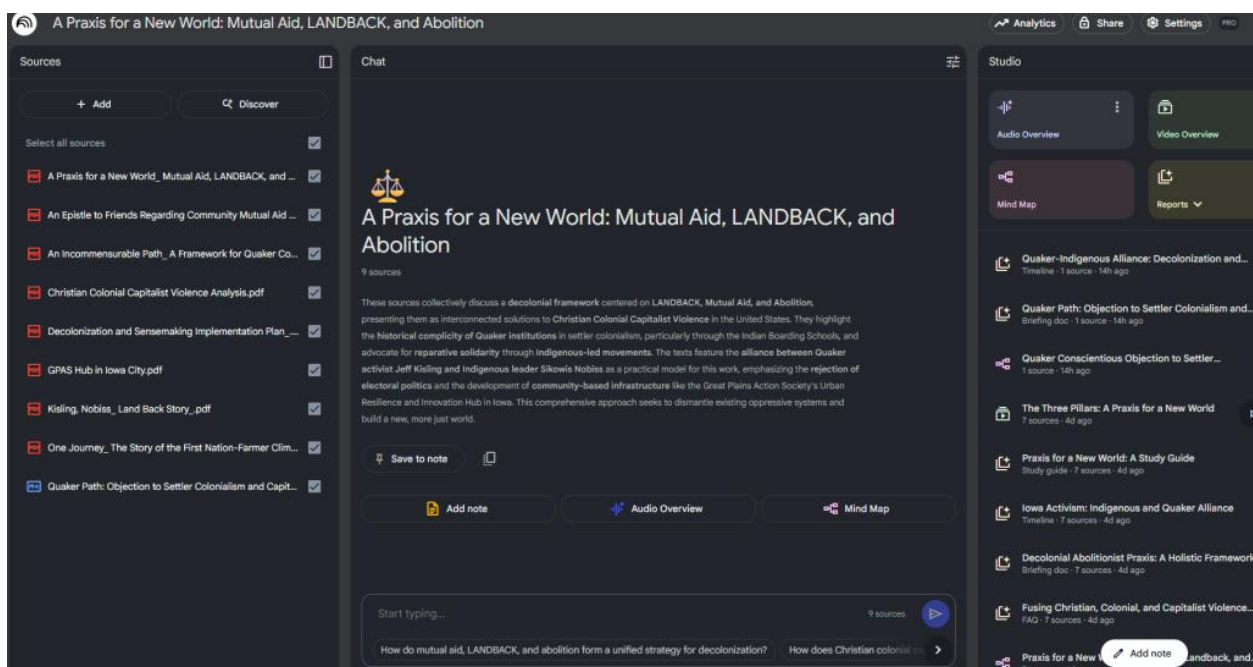 A Praxis for a New World: Mutual Aid, LANDBACK, and Abolition
Analytics
Share
Settings
PRO
Sources
+ Add
Discover
Select all sources
A Praxis for a New World_ Mutual Aid, LANDBACK, and ...
An Epistle to Friends Regarding Community Mutual Aid ...
An Incommensurable Path_ A Framework for Quaker Co...
Christian Colonial Capitalist Violence Analysis.pdf
Decolonization and Sensemaking Implementation Plan_...
GPAS Hub in Iowa City.pdf
Kisling, Nobiss_ Land Back Story_.pdf
One Journey_ The Story of the First Nation-Farmer Clim...
Quaker Path: Objection to Settler Colonialism and Capit...
Chat
A Praxis for a New World: Mutual Aid, LANDBACK, and
Abolition
9 sources
These sources collectively discuss a decolonial framework centered on LANDBACK, Mutual Aid, and Abolition,
presenting them as interconnected solutions to Christian Colonial Capitalist Violence in the United States. They highlight
the historical complicity of Quaker institutions in settler colonialism, particularly through the Indian Boarding Schools, and
advocate for reparative solidarity through Indigenous-led movements. The texts feature the alliance between Quaker
activist Jeff Kisling and Indigenous leader Sikowis Nobiss as a practical model for this work, emphasizing the rejection of
electoral politics and the development of community-based infrastructure like the Great Plains Action Society's Urban
Resilience and Innovation Hub in Iowa. This comprehensive approach seeks to dismantle existing oppressive systems and
build a new, more just world.
Save to note
Add note
Audio Overview
Mind Map
Start typing...
9 sources
How do mutual aid, LANDBACK, and abolition form a unified strategy for decolonization?
How does Christian colonial
Studio
Audio Overview
Video Overview
Mind Map
Reports
Quaker-Indigenous Alliance: Decolonization and...
Timeline · 1 source · 14h ago
Quaker Path: Objection to Settler Colonialism and...
Briefing doc · 1 source · 14h ago
Quaker Conscientious Objection to Settler...
1 source · 14h ago
The Three Pillars: A Praxis for a New World
7 sources · 4d ago
Praxis for a New World: A Study Guide
Study guide · 7 sources · 4d ago
Iowa Activism: Indigenous and Quaker Alliance
Timeline · 7 sources · 4d ago
Decolonial Abolitionist Praxis: A Holistic Framework
Briefing doc · 7 sources · 4d ago
Fusing Christian, Colonial, and Capitalist Violence...
FAQ · 7 sources · 4d ago
Praxis for a New
andback, and
Add note